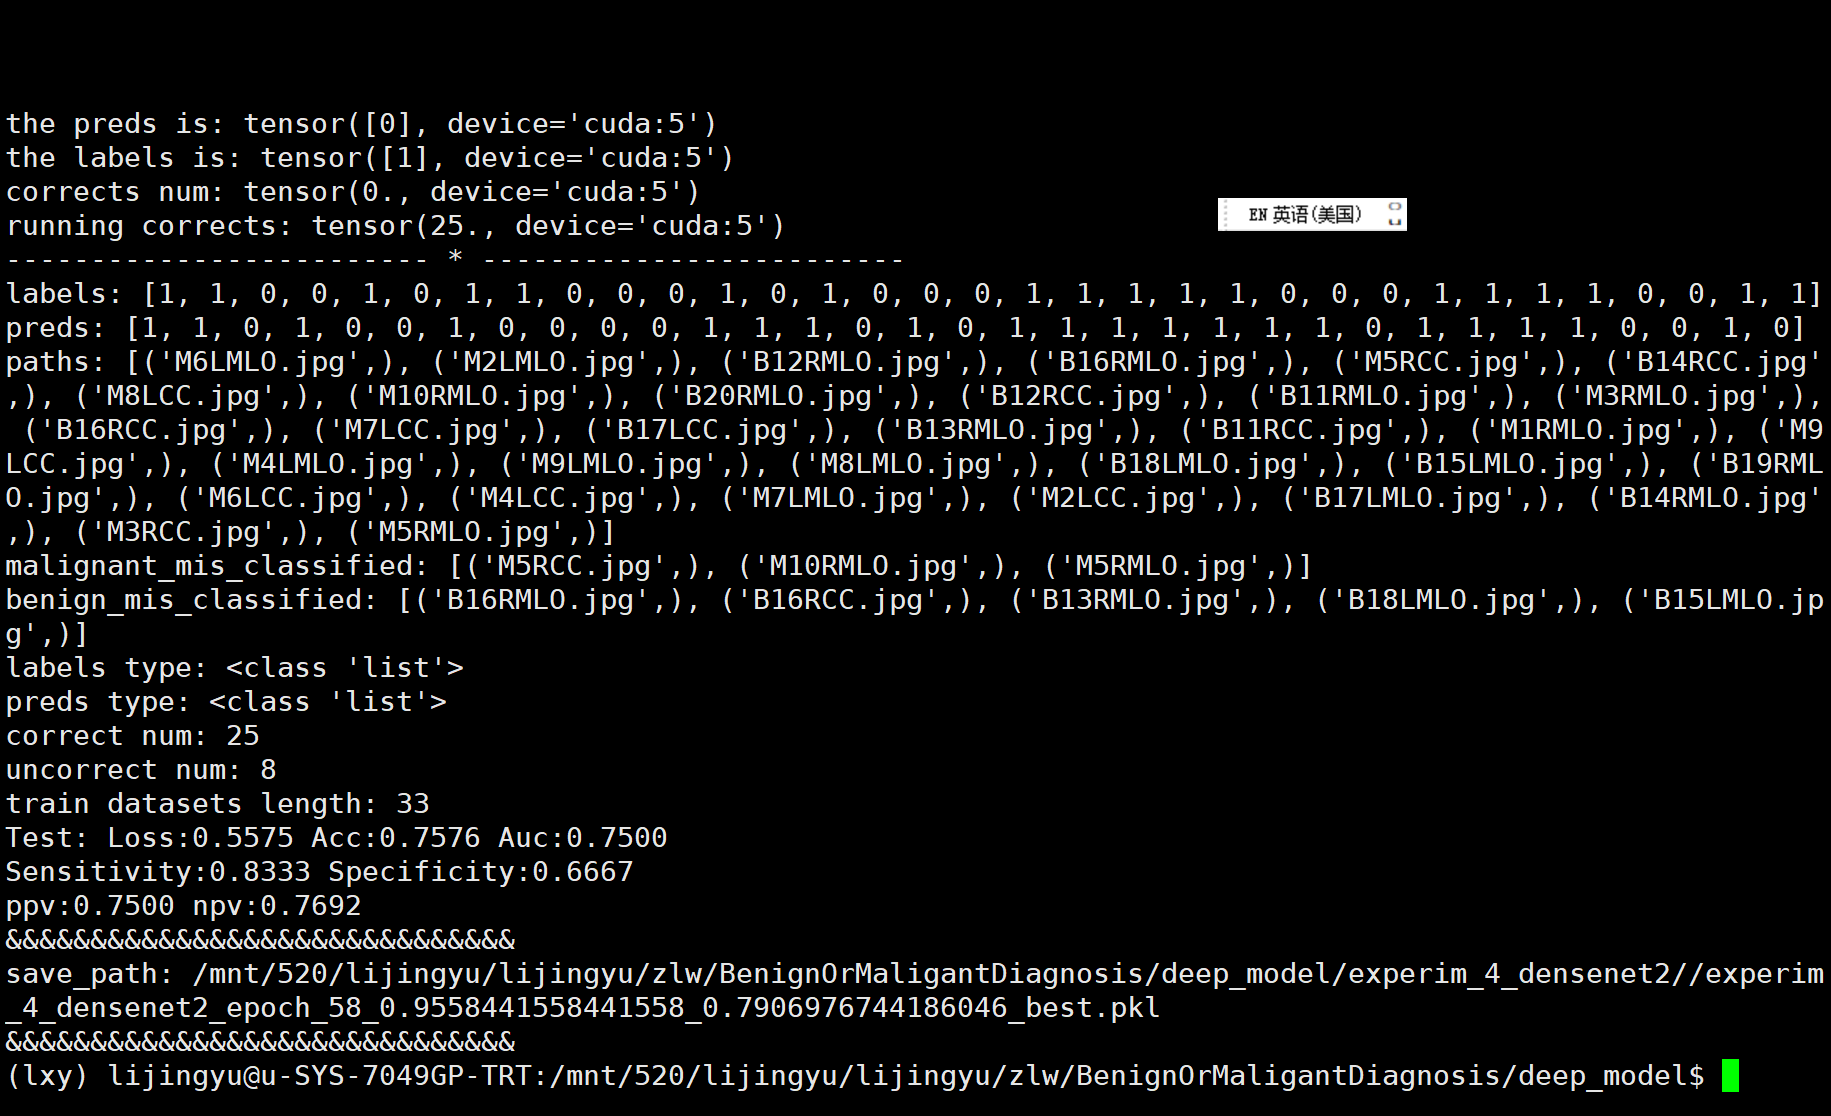 the preds is: tensor([0], device='cuda:5')
the labels is: tensor([1], device='cuda:5')
corrects num: tensor(0., device='cuda:5')
running corrects: tensor(25., device='cuda:5')
EN 英语(美国)
------------------------- * -------------------------
labels: [1, 1, 0, 0, 1, 0, 1, 1, 0, 0, 0, 1, 0, 1, 0, 0, 0, 1, 1, 1, 1, 1, 0, 0, 0, 1, 1, 1, 1, 0, 0, 1, 1]
preds: [1, 1, 0, 1, 0, 0, 1, 0, 0, 0, 0, 1, 1, 1, 0, 1, 0, 1, 1, 1, 1, 1, 1, 1, 0, 1, 1, 1, 1, 0, 0, 1, 0]
paths: [('M6LMLO.jpg',), ('M2LMLO.jpg',), ('B12RMLO.jpg',), ('B16RMLO.jpg',), ('M5RCC.jpg',), ('B14RCC.jpg'
,), ('M8LCC.jpg',), ('M10RMLO.jpg',), ('B20RMLO.jpg',), ('B12RCC.jpg',), ('B11RMLO.jpg',), ('M3RMLO.jpg',),
 ('B16RCC.jpg',), ('M7LCC.jpg',), ('B17LCC.jpg',), ('B13RMLO.jpg',), ('B11RCC.jpg',), ('M1RMLO.jpg',), ('M9
LCC.jpg',), ('M4LMLO.jpg',), ('M9LMLO.jpg',), ('M8LMLO.jpg',), ('B18LMLO.jpg',), ('B15LMLO.jpg',), ('B19RML
O.jpg',), ('M6LCC.jpg',), ('M4LCC.jpg',), ('M7LMLO.jpg',), ('M2LCC.jpg',), ('B17LMLO.jpg',), ('B14RMLO.jpg'
,), ('M3RCC.jpg',), ('M5RMLO.jpg',)]
malignant_mis_classified: [('M5RCC.jpg',), ('M10RMLO.jpg',), ('M5RMLO.jpg',)]
benign_mis_classified: [('B16RMLO.jpg',), ('B16RCC.jpg',), ('B13RMLO.jpg',), ('B18LMLO.jpg',), ('B15LMLO.jp
g',)]
labels type: <class 'list'>
preds type: <class 'list'>
correct num: 25
uncorrect num: 8
train datasets length: 33
Test: Loss:0.5575 Acc:0.7576 Auc:0.7500
Sensitivity:0.8333 Specificity:0.6667
ppv:0.7500 npv:0.7692
&&&&&&&&&&&&&&&&&&&&&&&&&&&&&&
save_path: /mnt/520/lijingyu/lijingyu/zlw/BenignOrMaligantDiagnosis/deep_model/experim_4_densenet2//experim
_4_densenet2_epoch_58_0.9558441558441558_0.7906976744186046_best.pkl
&&&&&&&&&&&&&&&&&&&&&&&&&&&&&&
(lxy) lijingyu@u-SYS-7049GP-TRT:/mnt/520/lijingyu/lijingyu/zlw/BenignOrMaligantDiagnosis/deep_model$